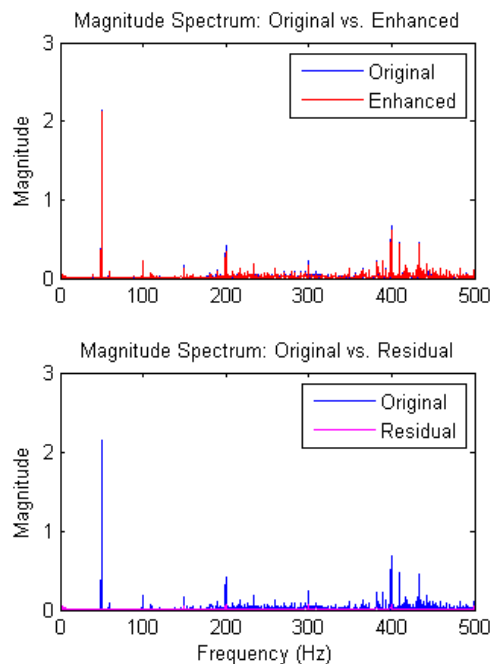 Magnitude Spectrum: Original vs. Enhanced
3
2
1
0
Magnitude
Original
Enhanced
0 100 200 300 400 500
Magnitude Spectrum: Original vs. Residual
3
2
1
0
Magnitude
Original
Residual
0 100 200 300 400 500
Frequency (Hz)